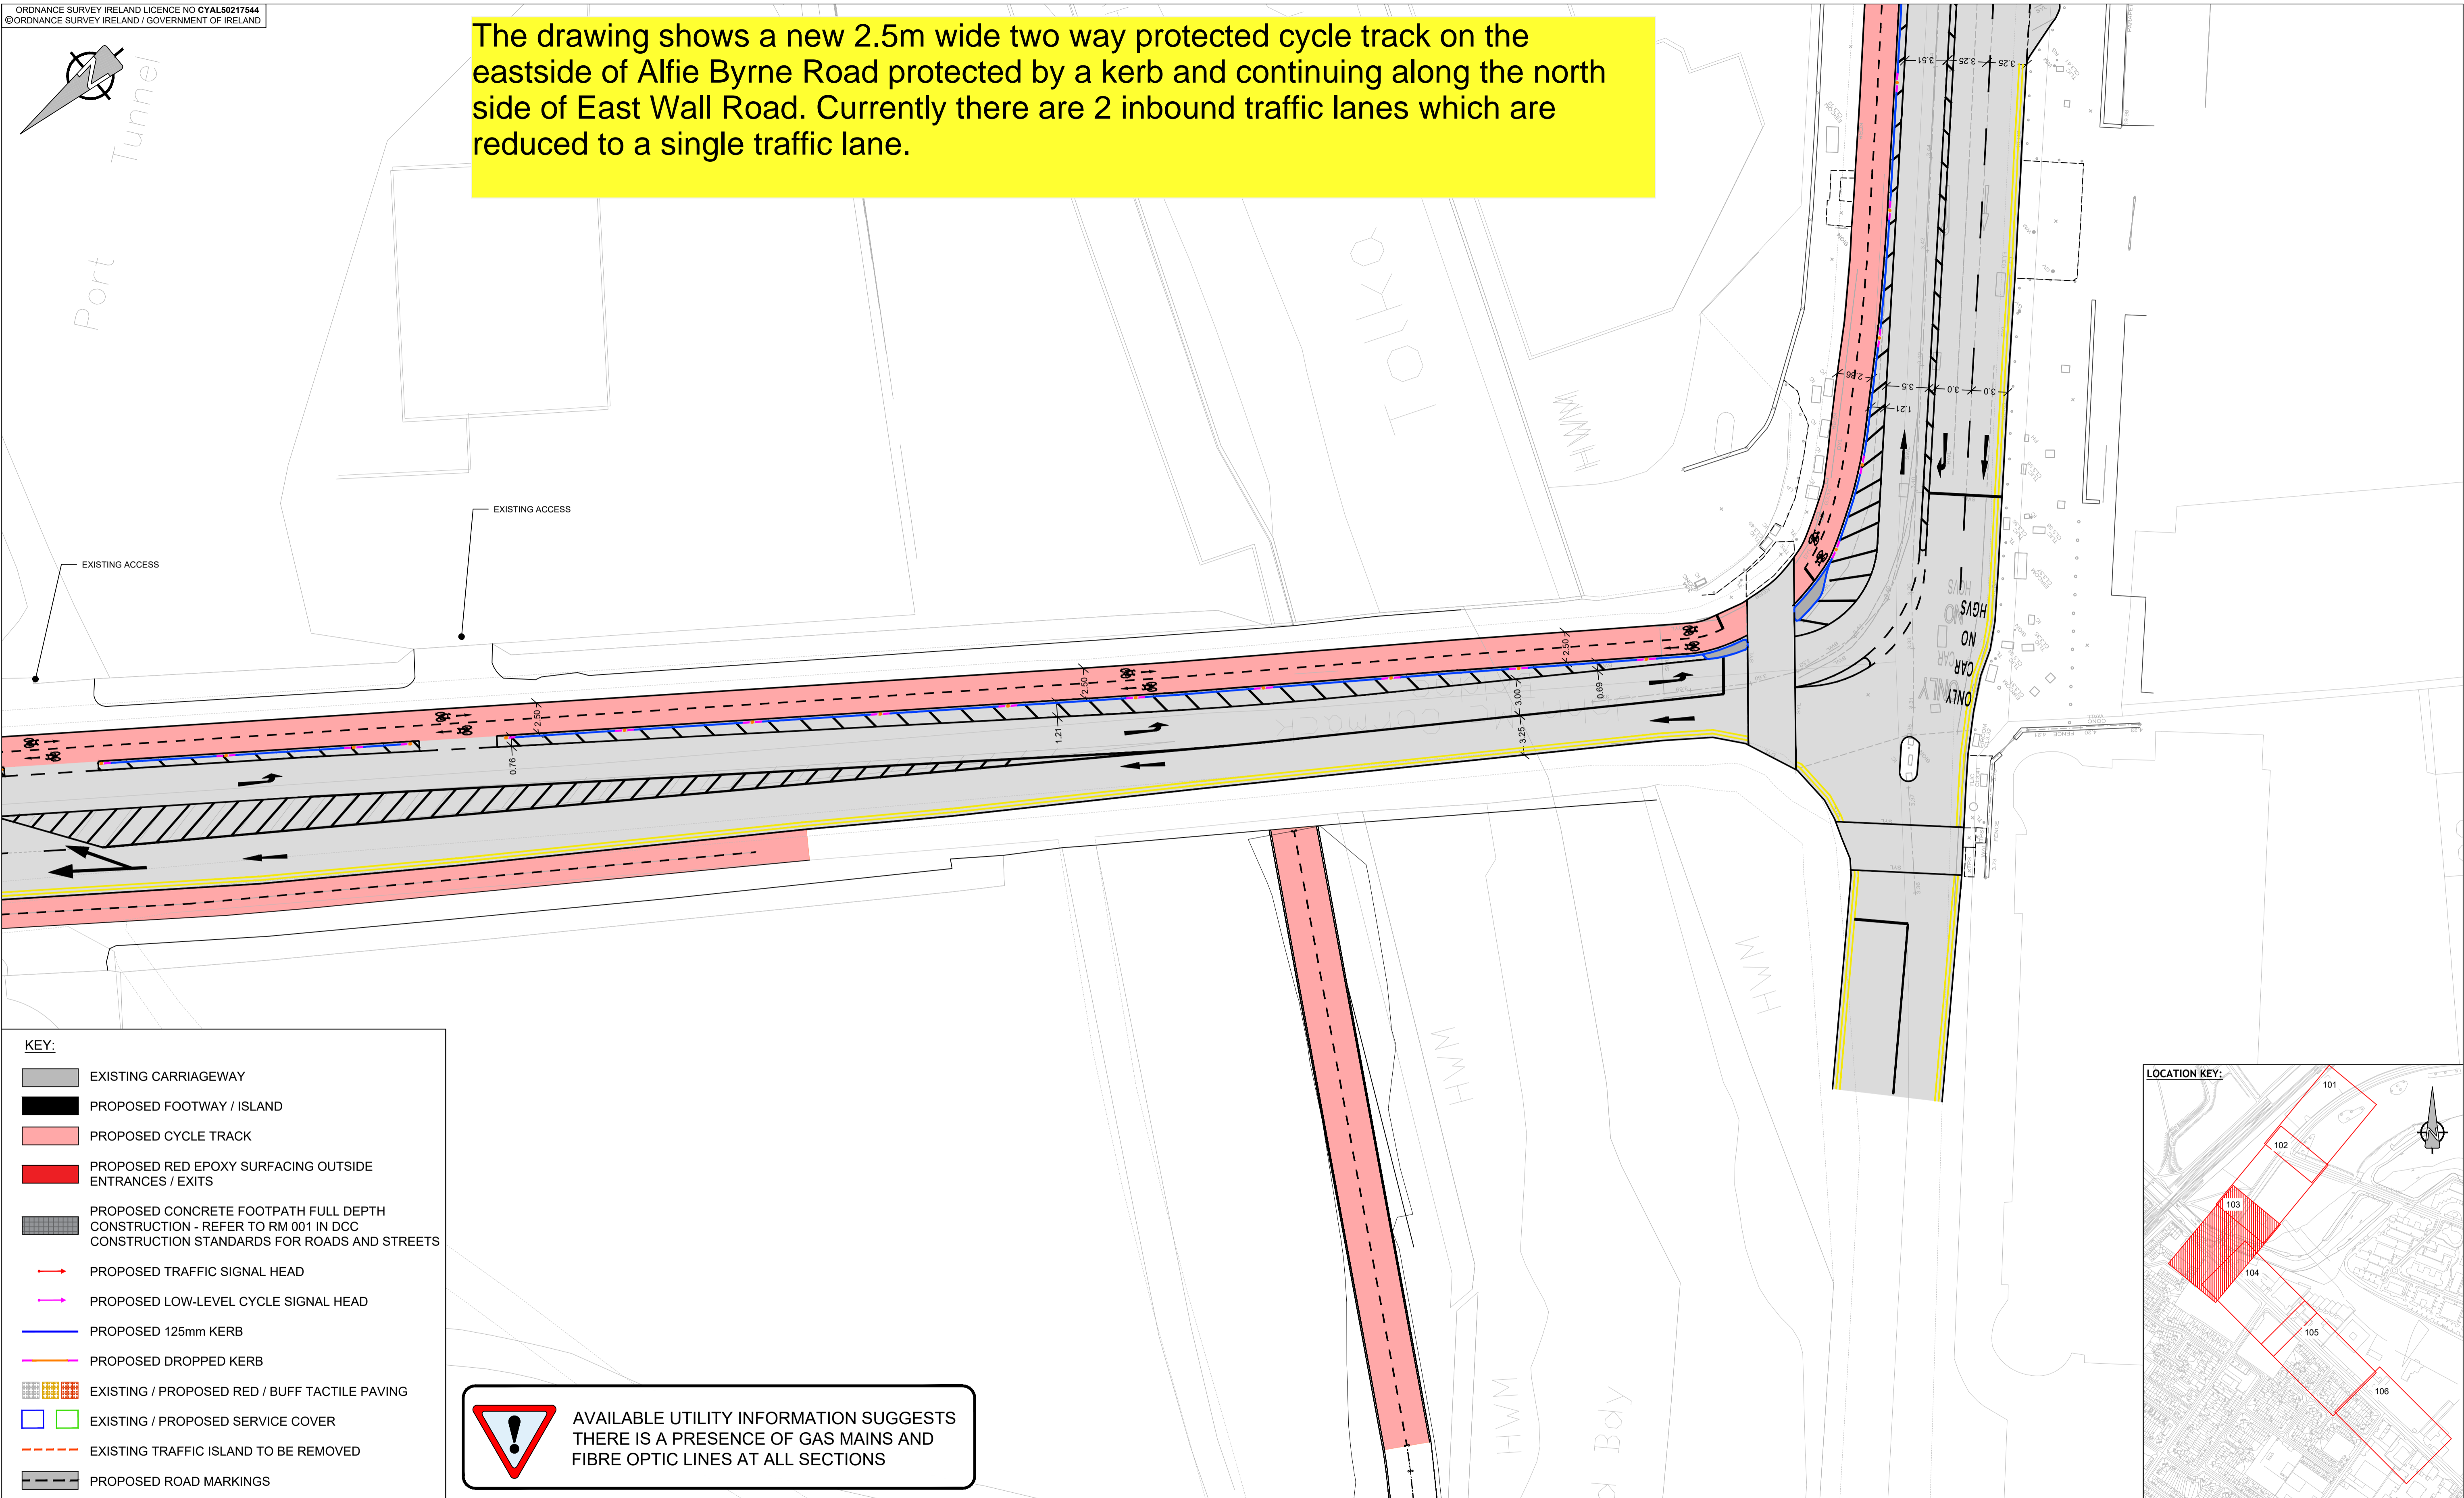 ORDNANCE SURVEY IRELAND LICENCE NO CYAL50217544
©ORDNANCE SURVEY IRELAND / GOVERNMENT OF IRELAND
The drawing shows a new 2.5m wide two way protected cycle track on the
eastside of Alfie Byrne Road protected by a kerb and continuing along the north
side of East Wall Road. Currently there are 2 inbound traffic lanes which are
reduced to a single traffic lane.
N
Port Tunnel
TOLKA
HWMM
3.51
3.25
3.25
2.86
3.5
3.0
3.0
1.21
EXISTING ACCESS
EXISTING ACCESS
2.50
2.50
2.50
0.76
1.21
3.00
3.25
0.69
HGVS
NO
CAR
ONLY
HGVS
NO
CAR
ONLY
HWM
HWM
HWM
Bay
KEY:
EXISTING CARRIAGEWAY
PROPOSED FOOTWAY / ISLAND
PROPOSED CYCLE TRACK
PROPOSED RED EPOXY SURFACING OUTSIDE
ENTRANCES / EXITS
PROPOSED CONCRETE FOOTPATH FULL DEPTH
CONSTRUCTION - REFER TO RM 001 IN DCC
CONSTRUCTION STANDARDS FOR ROADS AND STREETS
PROPOSED TRAFFIC SIGNAL HEAD
PROPOSED LOW-LEVEL CYCLE SIGNAL HEAD
PROPOSED 125mm KERB
PROPOSED DROPPED KERB
EXISTING / PROPOSED RED / BUFF TACTILE PAVING
EXISTING / PROPOSED SERVICE COVER
EXISTING TRAFFIC ISLAND TO BE REMOVED
PROPOSED ROAD MARKINGS
AVAILABLE UTILITY INFORMATION SUGGESTS
THERE IS A PRESENCE OF GAS MAINS AND
FIBRE OPTIC LINES AT ALL SECTIONS
LOCATION KEY:
N
101
102
103
104
105
106